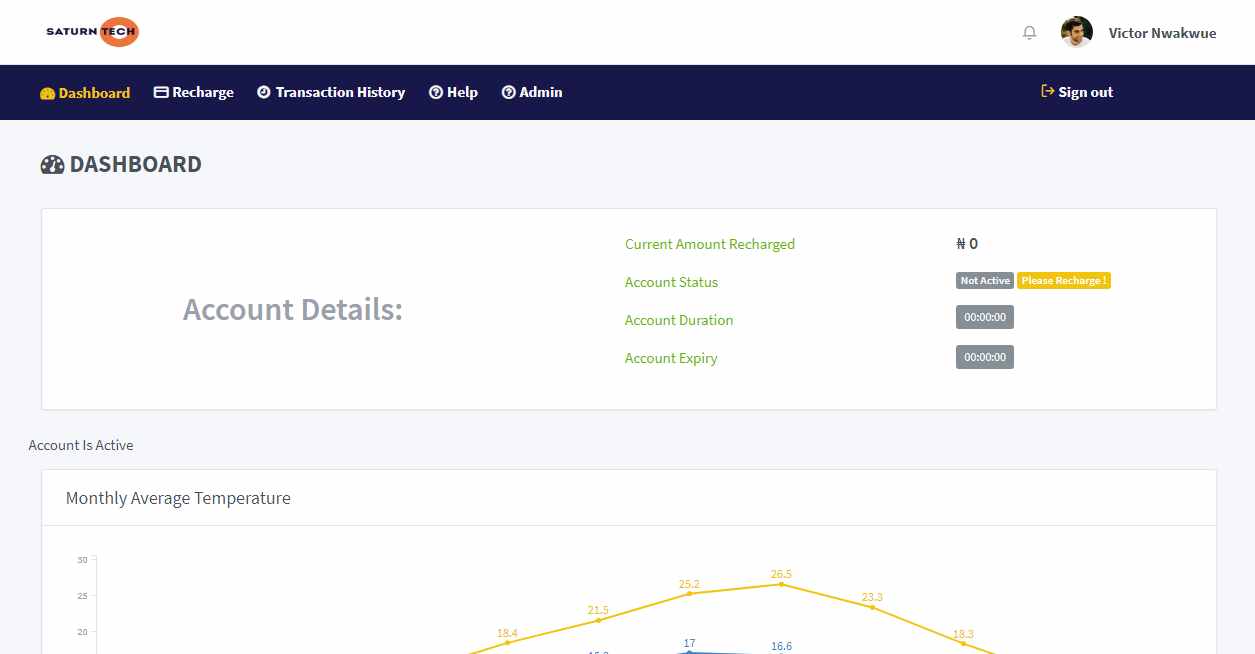 SATURN TECH
Victor Nwakwue
Dashboard Recharge Transaction History Help Admin Sign out
DASHBOARD
Account Details:
Current Amount Recharged ₦ 0
Account Status Not Active Please Recharge !
Account Duration 00:00:00
Account Expiry 00:00:00
Account Is Active
Monthly Average Temperature
30
25
20
18.4
21.5
25.2
26.5
23.3
18.3
17
16.6